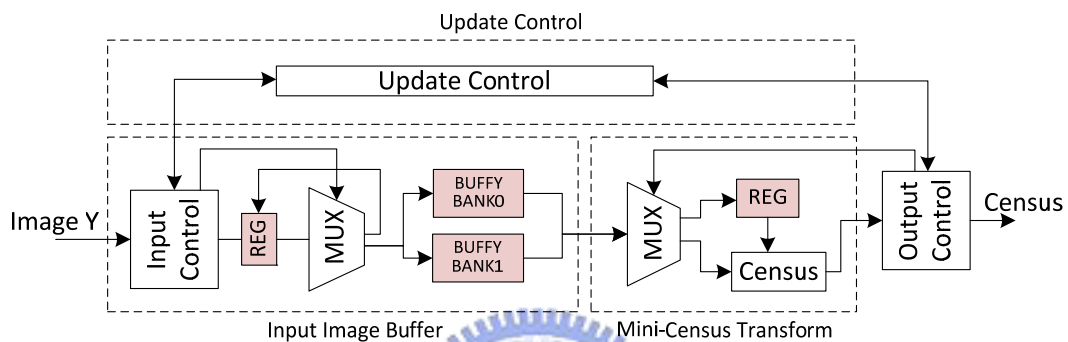 Update Control
Update Control
Image Y
Input
Control
REG
MUX
BUFFY
BANK0
BUFFY
BANK1
MUX
REG
Census
Output
Control
Census
Input Image Buffer
Mini-Census Transform